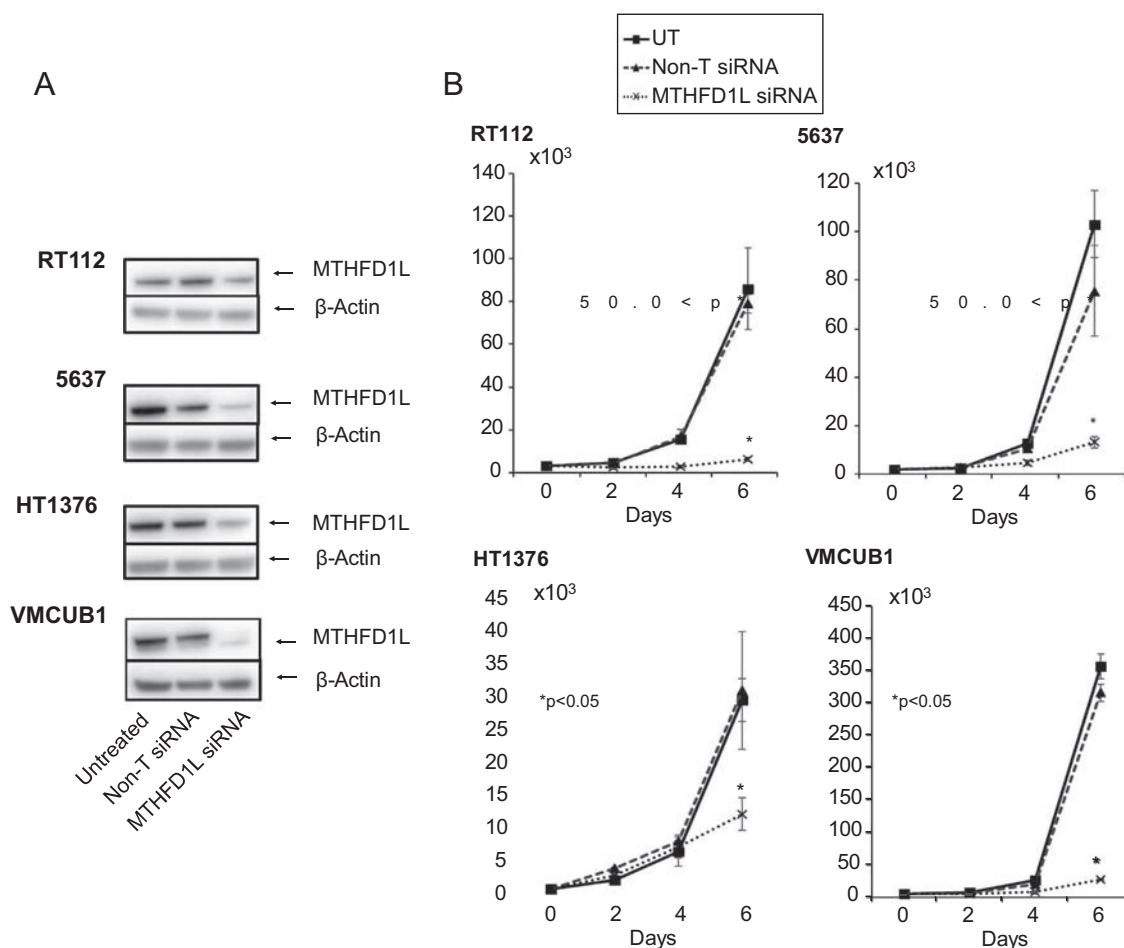 A
RT112
MTHFD1L
β-Actin
5637
MTHFD1L
β-Actin
HT1376
MTHFD1L
β-Actin
VMCUB1
MTHFD1L
β-Actin
Untreated
Non-T siRNA
MTHFD1L siRNA
B
UT
Non-T siRNA
MTHFD1L siRNA
RT112
x10³
140
120
100
80
60
40
20
0
5 0 . 0 < p *
*
0 2 4 6
Days
5637
x10³
120
100
80
60
40
20
0
5 0 . 0 < p *
*
0 2 4 6
Days
HT1376
x10³
45
40
35
30
25
20
15
10
5
0
*p<0.05
*
0 2 4 6
Days
VMCUB1
x10³
450
400
350
300
250
200
150
100
50
0
*p<0.05
*
0 2 4 6
Days